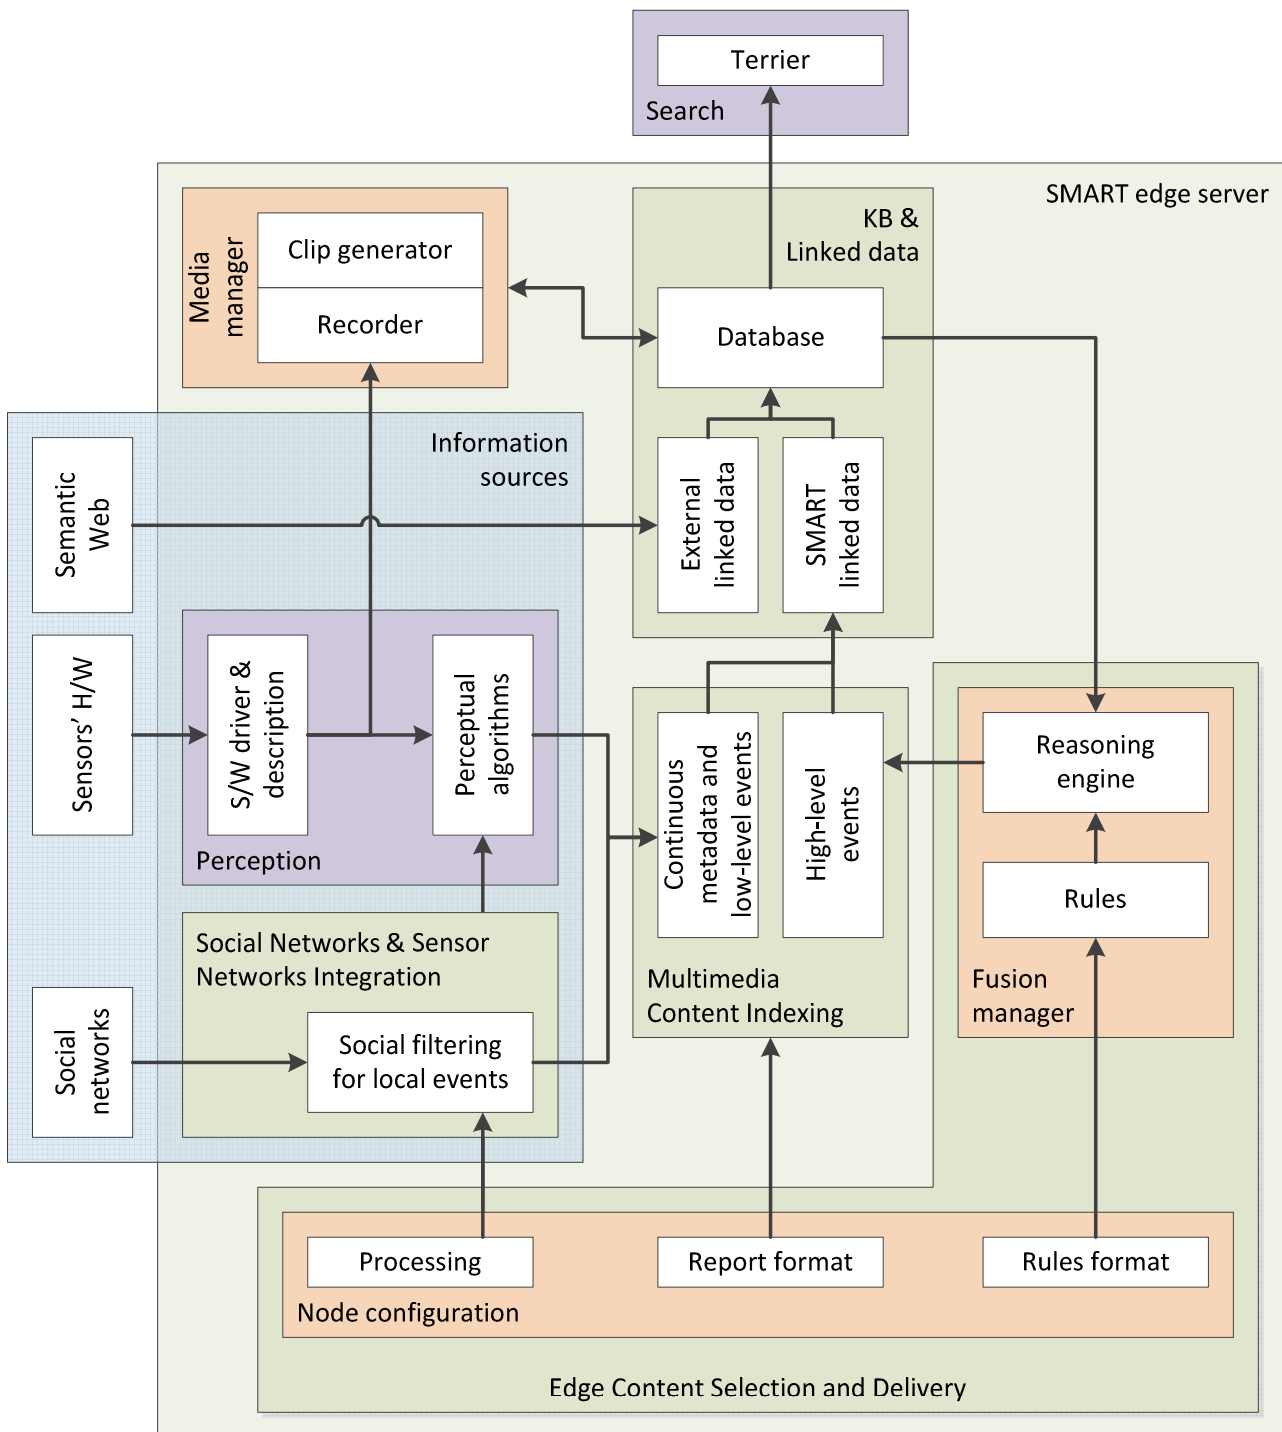 Terrier
Search
SMART edge server
KB &
Linked data
Media
manager
Clip generator
Recorder
Database
Information
sources
Semantic
Web
External
linked data
SMART
linked data
Sensors’ H/W
S/W driver &
description
Perceptual
algorithms
Perception
Continuous
metadata and
low-level events
High-level
events
Reasoning
engine
Rules
Fusion
manager
Social Networks & Sensor
Networks Integration
Multimedia
Content Indexing
Social
networks
Social filtering
for local events
Processing
Report format
Rules format
Node configuration
Edge Content Selection and Delivery